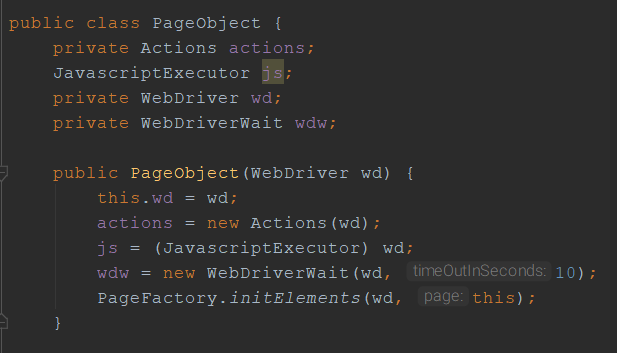 public class PageObject {
    private Actions actions;
    JavascriptExecutor js;
    private WebDriver wd;
    private WebDriverWait wdw;

    public PageObject(WebDriver wd) {
        this.wd = wd;
        actions = new Actions(wd);
        js = (JavascriptExecutor) wd;
        wdw = new WebDriverWait(wd, timeOutInSeconds: 10);
        PageFactory.initElements(wd, page: this);
    }